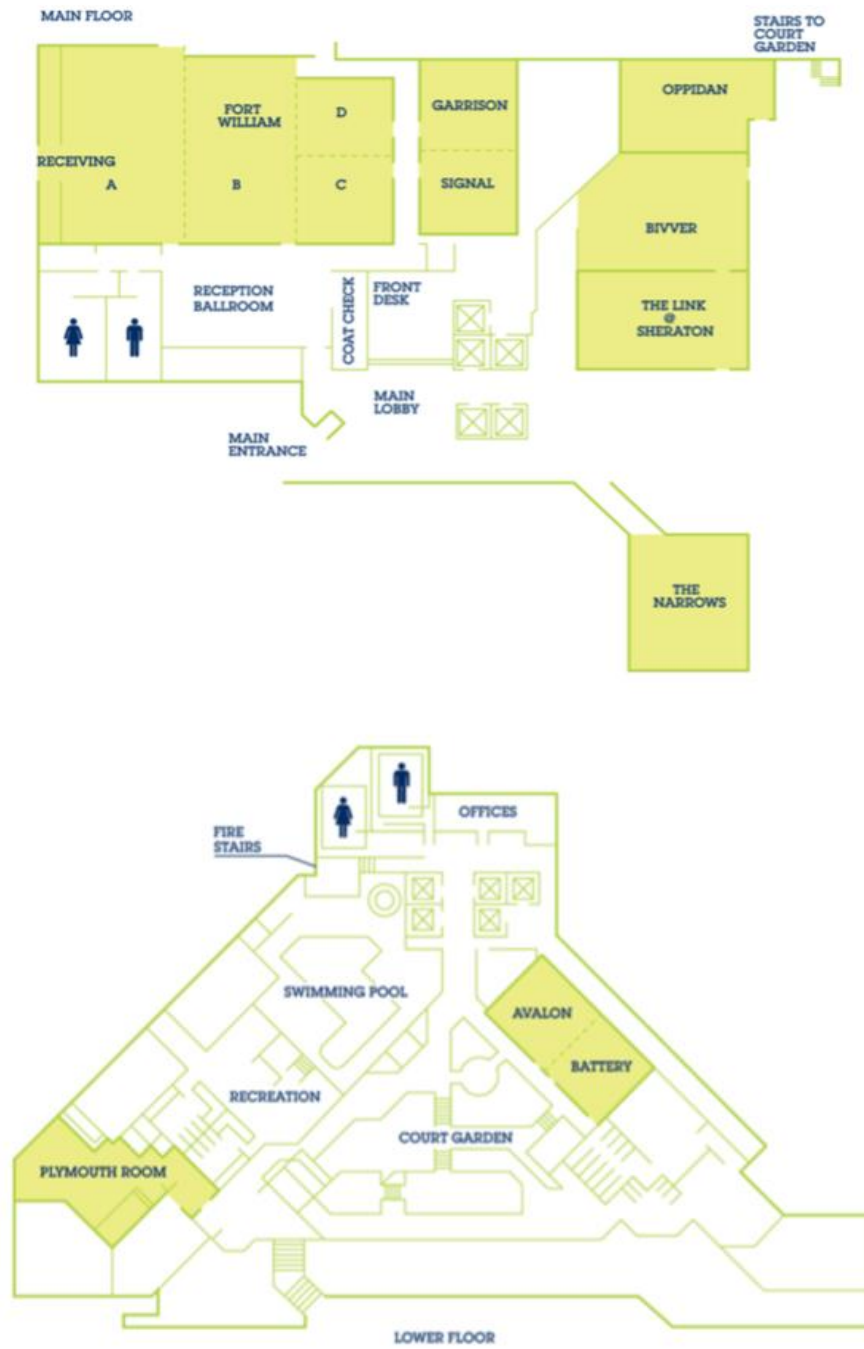 MAIN FLOOR
STAIRS TO
COURT
GARDEN
OPPIDAN
GARRISON
FORT
WILLIAM
D
RECEIVING
A
B
C
SIGNAL
BIVVER
RECEPTION
BALLROOM
COAT CHECK
FRONT
DESK
THE LINK
@
SHERATON
MAIN
LOBBY
MAIN
ENTRANCE
THE
NARROWS
OFFICES
FIRE
STAIRS
SWIMMING POOL
AVALON
BATTERY
RECREATION
COURT GARDEN
PLYMOUTH ROOM
LOWER FLOOR